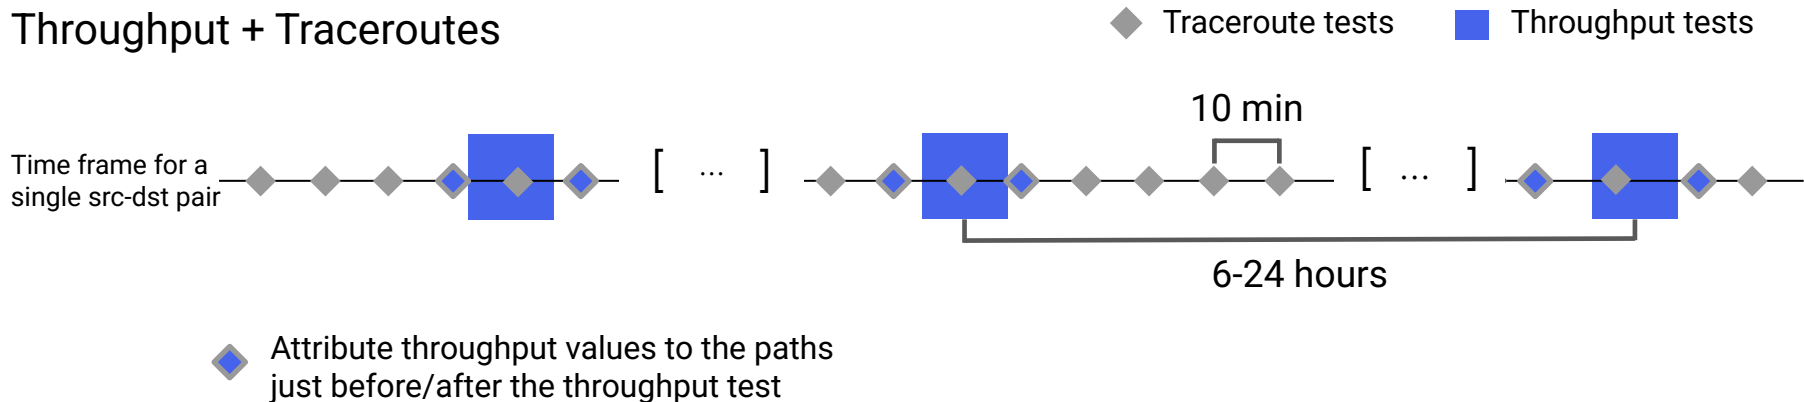 Throughput + Traceroutes
Traceroute tests
Throughput tests
10 min
Time frame for a
single src-dst pair
[ ... ]
[ ... ]
6-24 hours
Attribute throughput values to the paths
just before/after the throughput test